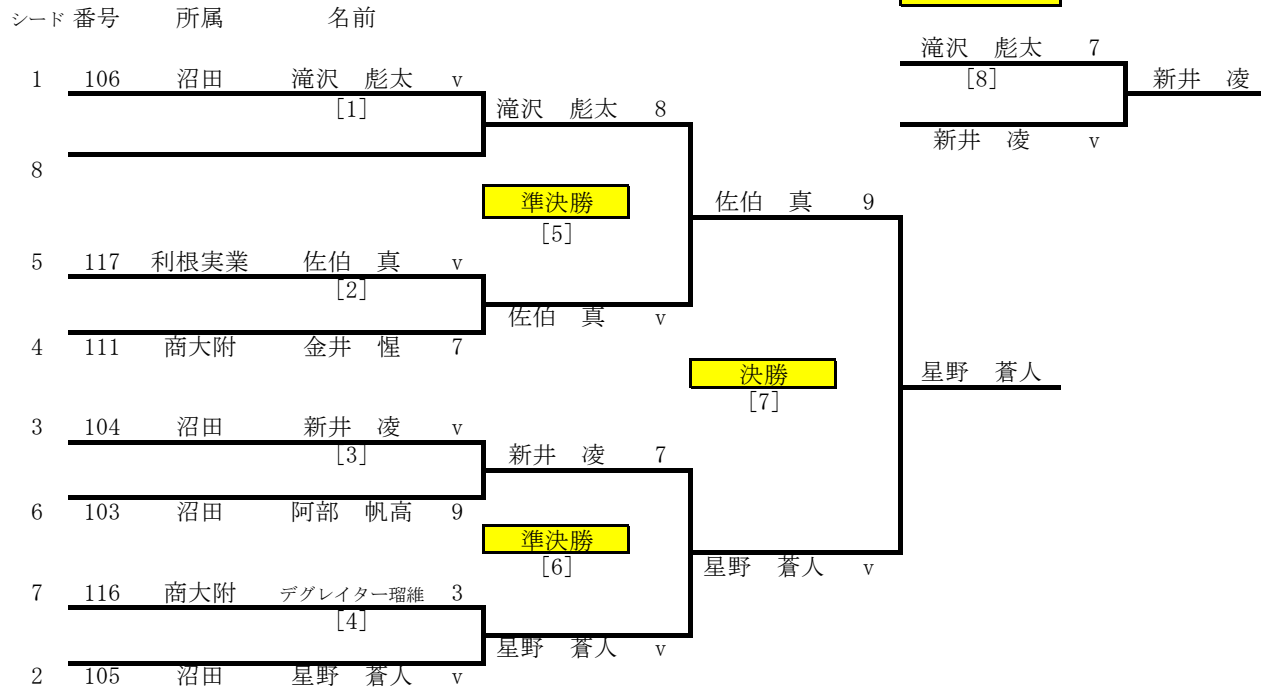 シード 番号 所属 名前
1 106 沼田 滝沢 彪太 v
[1]
8
5 117 利根実業 佐伯 真 v
[2]
4 111 商大附 金井 惺 7
3 104 沼田 新井 凌 v
[3]
6 103 沼田 阿部 帆高 9
7 116 商大附 デグレイター瑠維 3
[4]
2 105 沼田 星野 蒼人 v
滝沢 彪太 8
準決勝
[5]
佐伯 真 v
新井 凌 7
準決勝
[6]
星野 蒼人 v
佐伯 真 9
決勝
[7]
星野 蒼人 v
星野 蒼人
滝沢 彪太 7
[8]
新井 凌 v
新井 凌